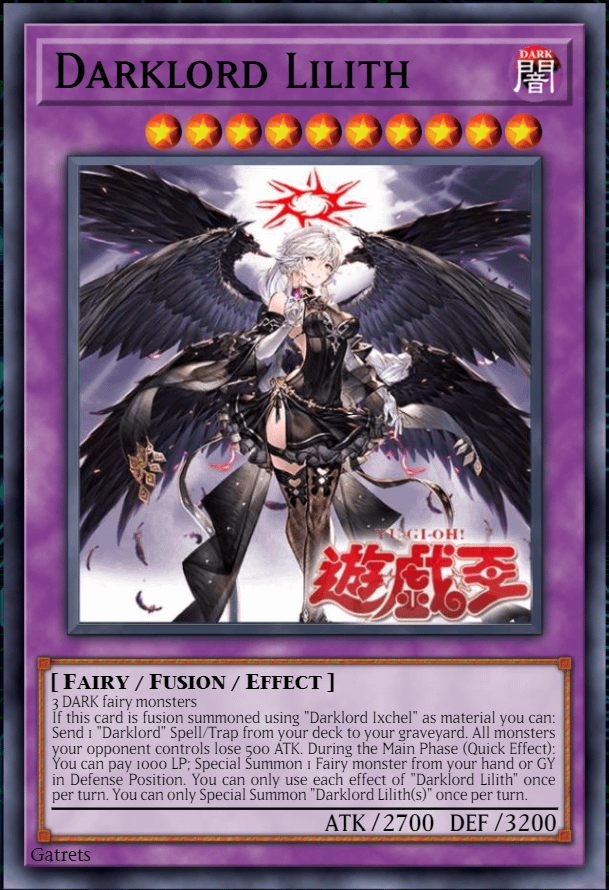 Darklord Lilith
DARK
闇
YU-GI-OH!
遊戯王
[ Fairy / Fusion / Effect ]
3 DARK fairy monsters
If this card is fusion summoned using "Darklord Ixchel" as material you can:
Send 1 "Darklord" Spell/Trap from your deck to your graveyard. All monsters
your opponent controls lose 500 ATK. During the Main Phase (Quick Effect):
You can pay 1000 LP; Special Summon 1 Fairy monster from your hand or GY
in Defense Position. You can only use each effect of "Darklord Lilith" once
per turn. You can only Special Summon "Darklord Lilith(s)" once per turn.
ATK/2700 DEF/3200
Gatrets